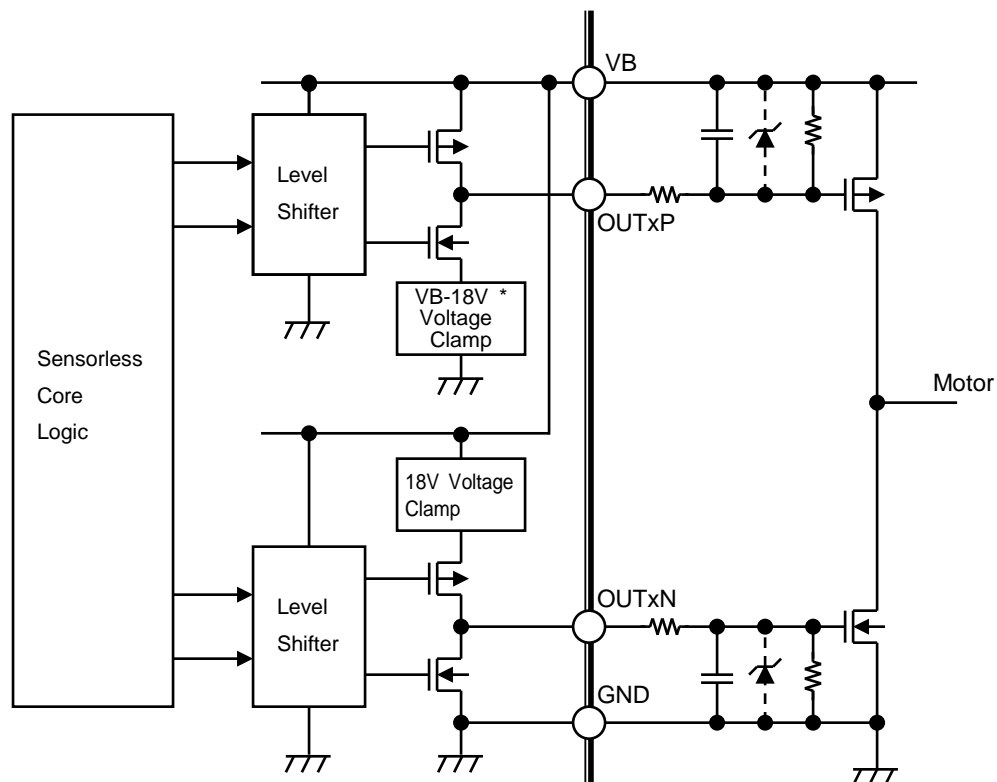 VB
Level
Shifter
OUTxP
VB-18V *
Voltage
Clamp
Sensorless
Core
Logic
Motor
18V Voltage
Clamp
OUTxN
Level
Shifter
GND